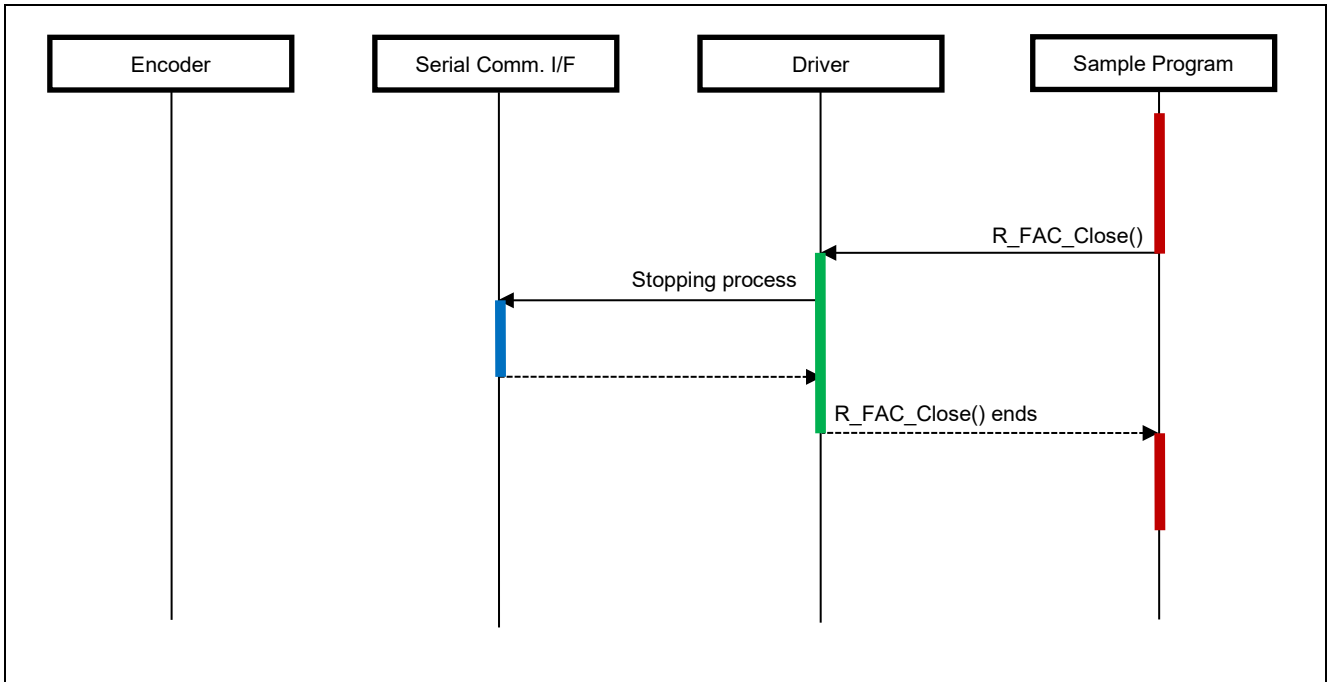 Encoder
Serial Comm. I/F
Driver
Sample Program
R_FAC_Close()
Stopping process
R_FAC_Close() ends